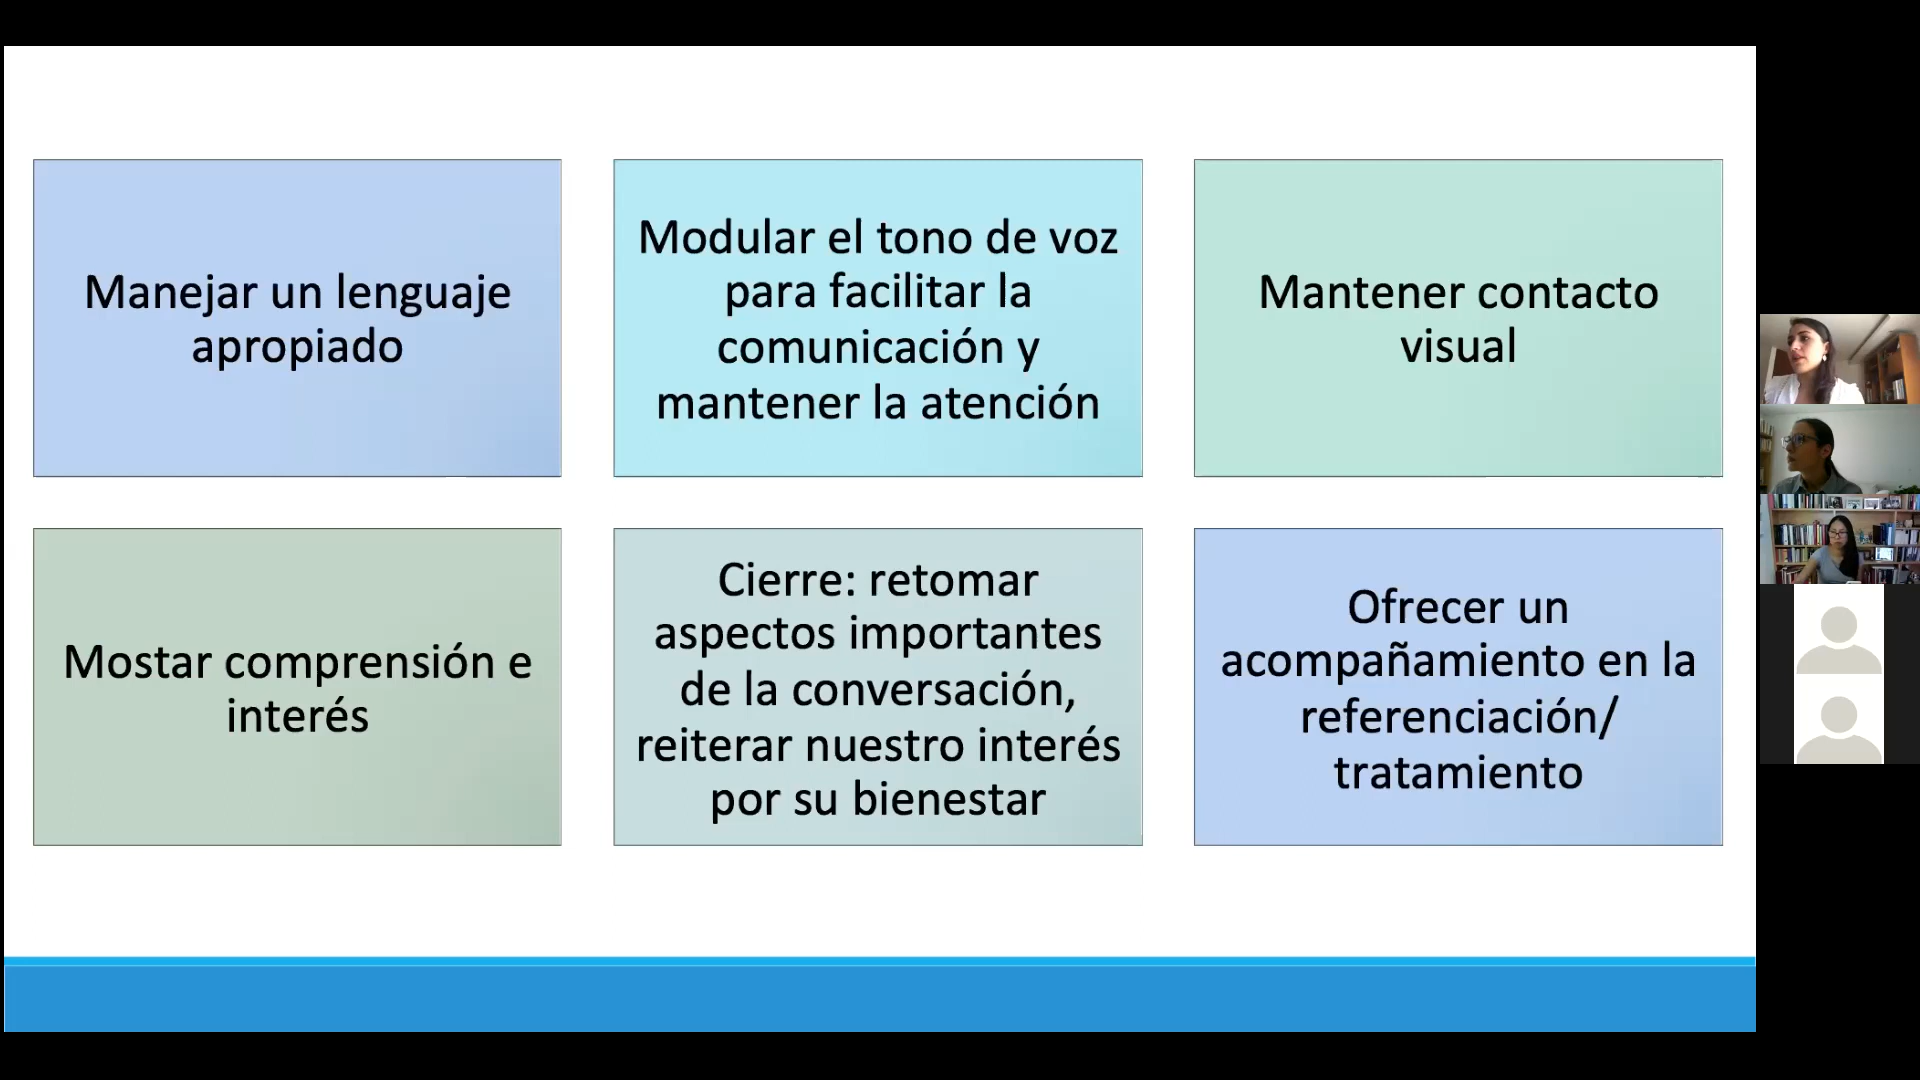 Manejar un lenguaje
apropiado
Modular el tono de voz
para facilitar la
comunicación y
mantener la atención
Mantener contacto
visual
Mostar comprensión e
interés
Cierre: retomar
aspectos importantes
de la conversación,
reiterar nuestro interés
por su bienestar
Ofrecer un
acompañamiento en la
referenciación/
tratamiento